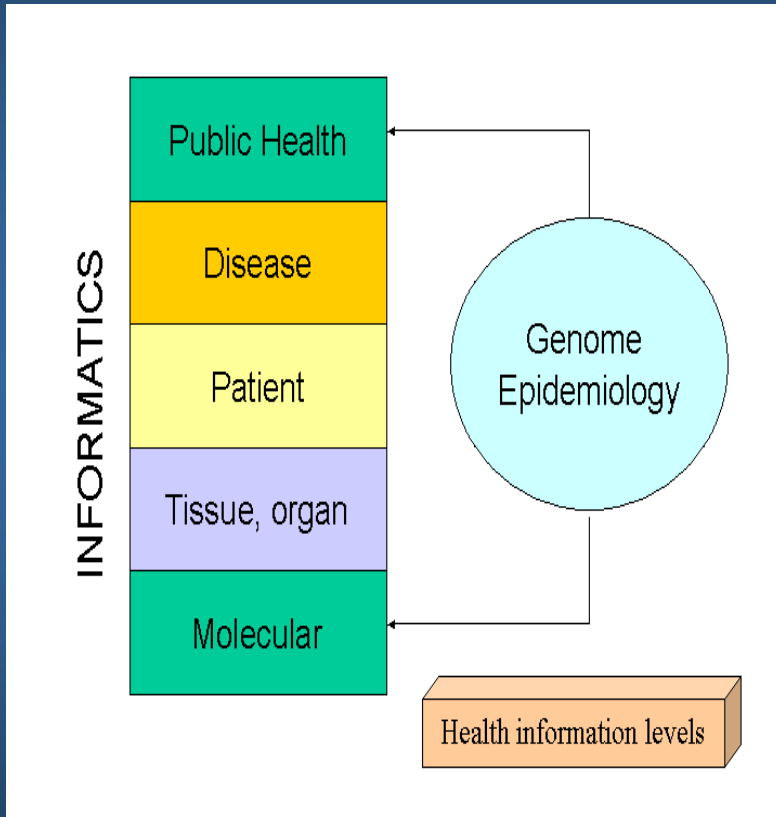 INFORMATICS
Public Health
Disease
Patient
Tissue, organ
Molecular
Genome
Epidemiology
Health information levels